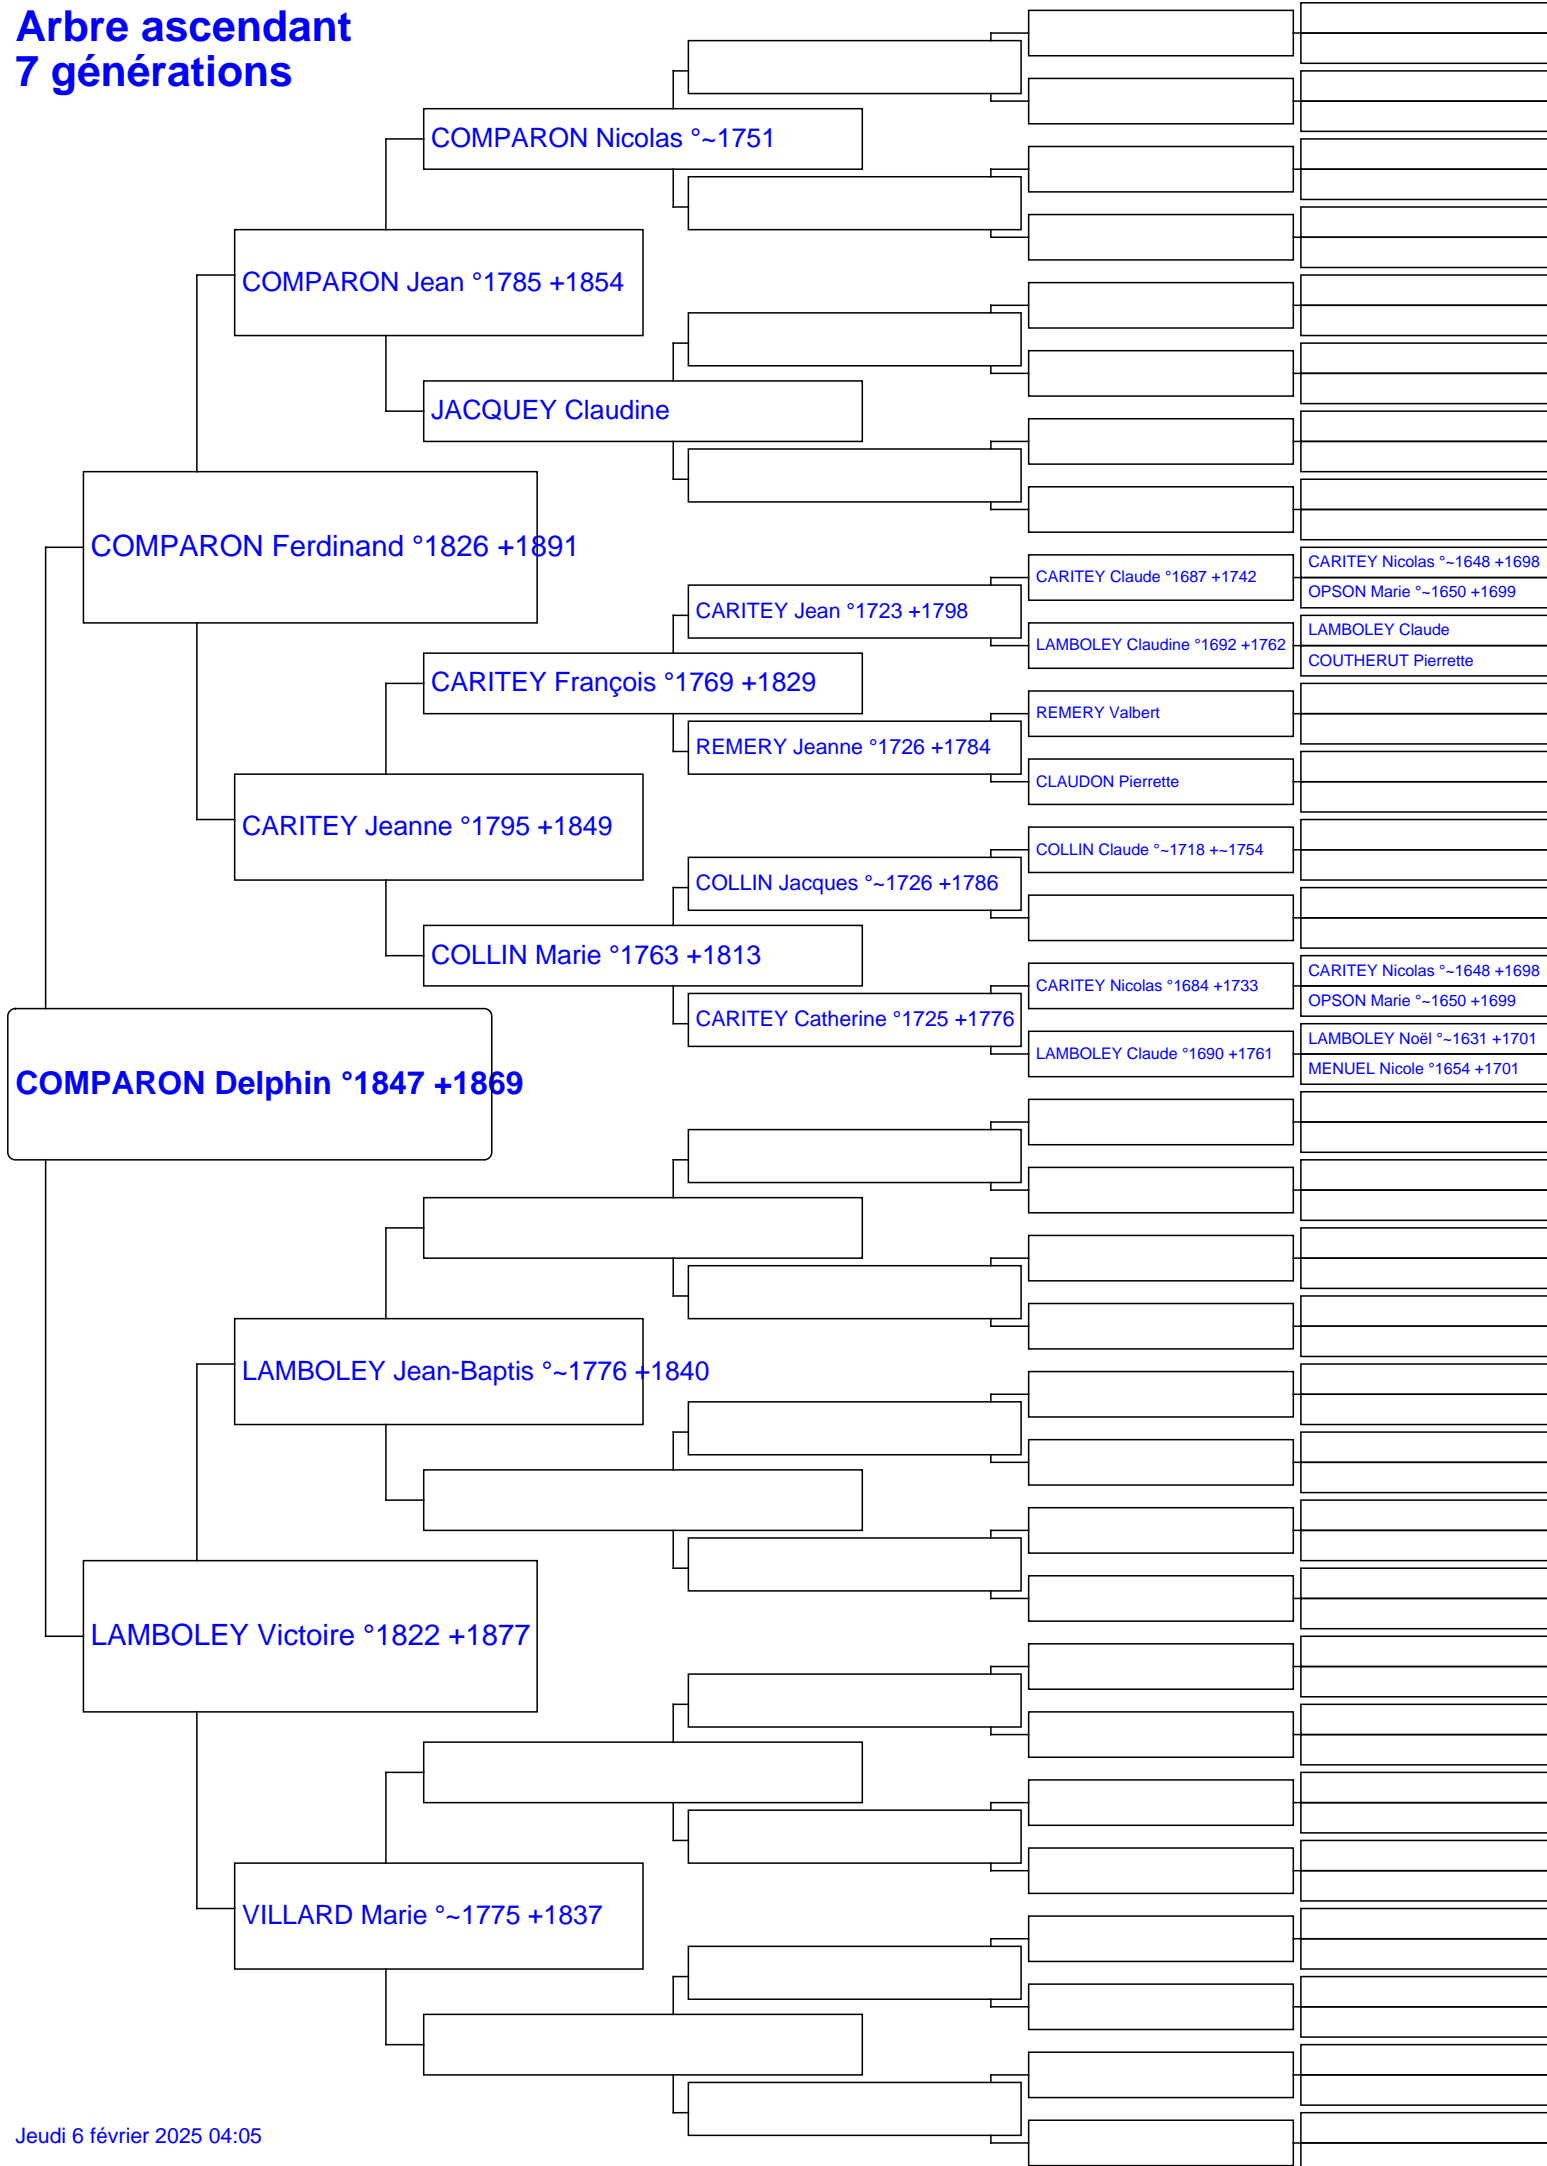 Arbre ascendant
7 générations
COMPARON Nicolas °~1751
COMPARON Jean °1785 +1854
JACQUEY Claudine
COMPARON Ferdinand °1826 +1891
CARITEY Nicolas °~1648 +1698
CARITEY Claude °1687 +1742
OPSON Marie °~1650 +1699
CARITEY Jean °1723 +1798
LAMBOLEY Claude
LAMBOLEY Claudine °1692 +1762
COUTHERUT Pierrette
CARITEY François °1769 +1829
REMERY Valbert
REMERY Jeanne °1726 +1784
CLAUDON Pierrette
CARITEY Jeanne °1795 +1849
COLLIN Claude °~1718 +~1754
COLLIN Jacques °~1726 +1786
COLLIN Marie °1763 +1813
CARITEY Nicolas °~1648 +1698
CARITEY Nicolas °1684 +1733
OPSON Marie °~1650 +1699
CARITEY Catherine °1725 +1776
LAMBOLEY Noël °~1631 +1701
LAMBOLEY Claude °1690 +1761
MENUEL Nicole °1654 +1701
COMPARON Delphin °1847 +1869
LAMBOLEY Jean-Baptis °~1776 +1840
LAMBOLEY Victoire °1822 +1877
VILLARD Marie °~1775 +1837
Jeudi 6 février 2025 04:05